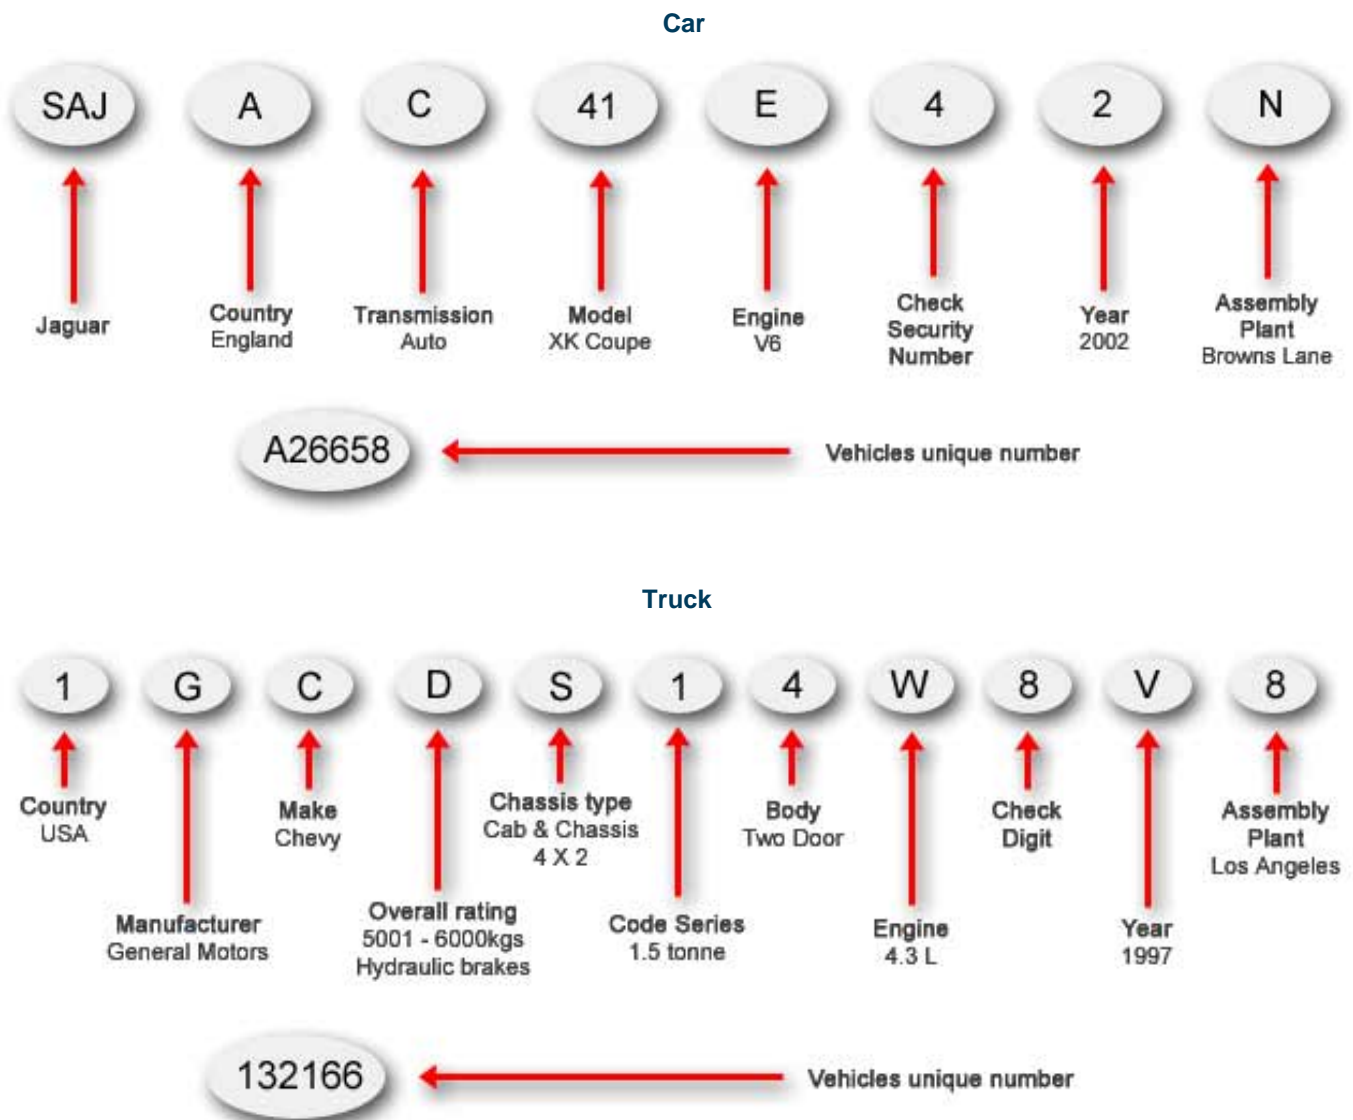 Car
SAJ A C 41 E 4 2 N
Jaguar
Country
England
Transmission
Auto
Model
XK Coupe
Engine
V6
Check
Security
Number
Year
2002
Assembly
Plant
Browns Lane
A26658
Vehicles unique number
Truck
1 G C D S 1 4 W 8 V 8
Country
USA
Manufacturer
General Motors
Make
Chevy
Overall rating
5001 - 6000kgs
Hydraulic brakes
Chassis type
Cab & Chassis
4 X 2
Code Series
1.5 tonne
Body
Two Door
Engine
4.3 L
Check
Digit
Year
1997
Assembly
Plant
Los Angeles
132166
Vehicles unique number